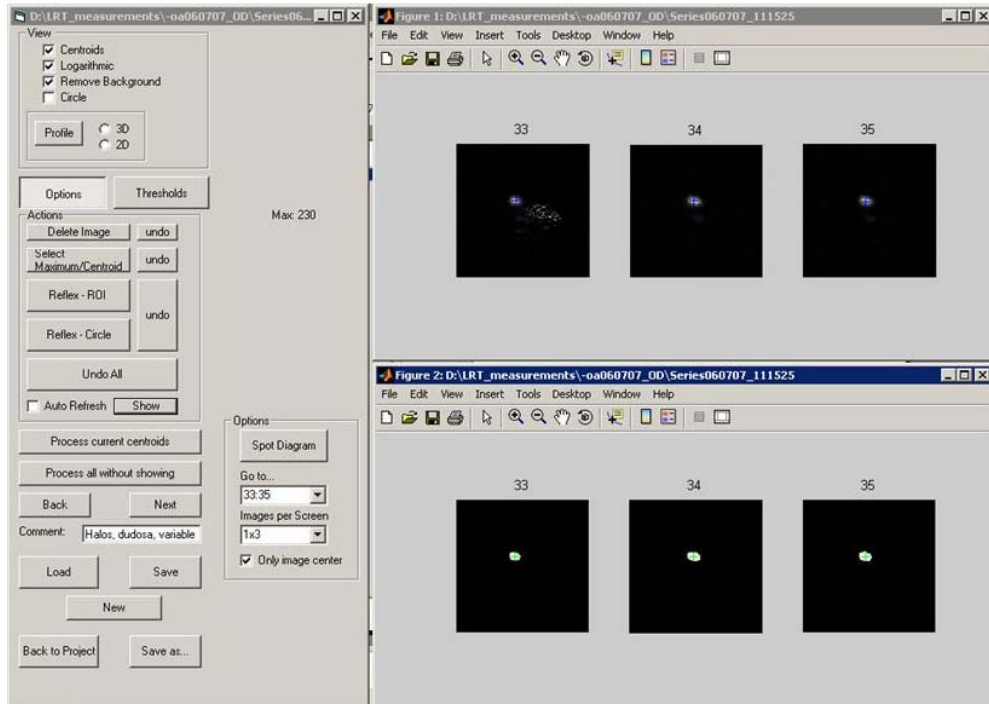 D:\LRT_measurements\-oa060707_OD\Series06...
View
Centroids
Logarithmic
Remove Background
Circle
Profile
3D
2D
Options
Thresholds
Max: 230
Actions
Delete Image
undo
Select
Maximum/Centroid
undo
Reflex - ROI
undo
Reflex - Circle
Undo All
Auto Refresh
Show
Process current centroids
Process all without showing
Back
Next
Comment:
Halos, dudosa, variable
Load
Save
New
Back to Project
Save as...
Options
Spot Diagram
Go to...
33:35
Images per Screen
1x3
Only image center
Figure 1: D:\LRT_measurements\-oa060707_OD\Series060707_111525
File Edit View Insert Tools Desktop Window Help
33 34 35
Figure 2: D:\LRT_measurements\-oa060707_OD\Series060707_111525
File Edit View Insert Tools Desktop Window Help
33 34 35